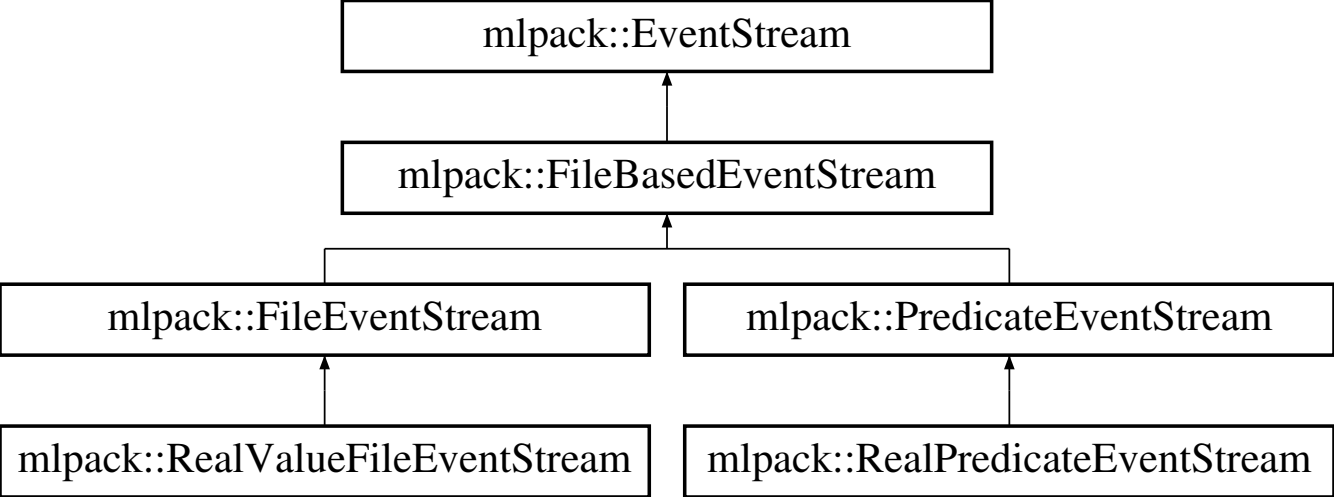 mlpack::EventStream
mlpack::FileBasedEventStream
mlpack::FileEventStream
mlpack::PredicateEventStream
mlpack::RealValueFileEventStream
mlpack::RealPredicateEventStream